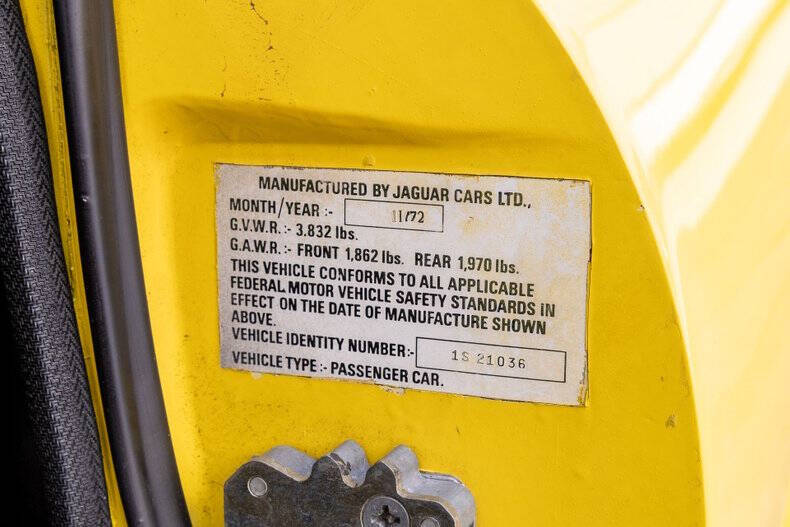 MANUFACTURED BY JAGUAR CARS LTD.,
MONTH/YEAR :- 11/72
G.V.W.R. :- 3.832 lbs.
G.A.W.R. :- FRONT 1,862 lbs. REAR 1,970 lbs.
THIS VEHICLE CONFORMS TO ALL APPLICABLE
FEDERAL MOTOR VEHICLE SAFETY STANDARDS IN
EFFECT ON THE DATE OF MANUFACTURE SHOWN
ABOVE.
VEHICLE IDENTITY NUMBER:- 1S 21036
VEHICLE TYPE:- PASSENGER CAR.